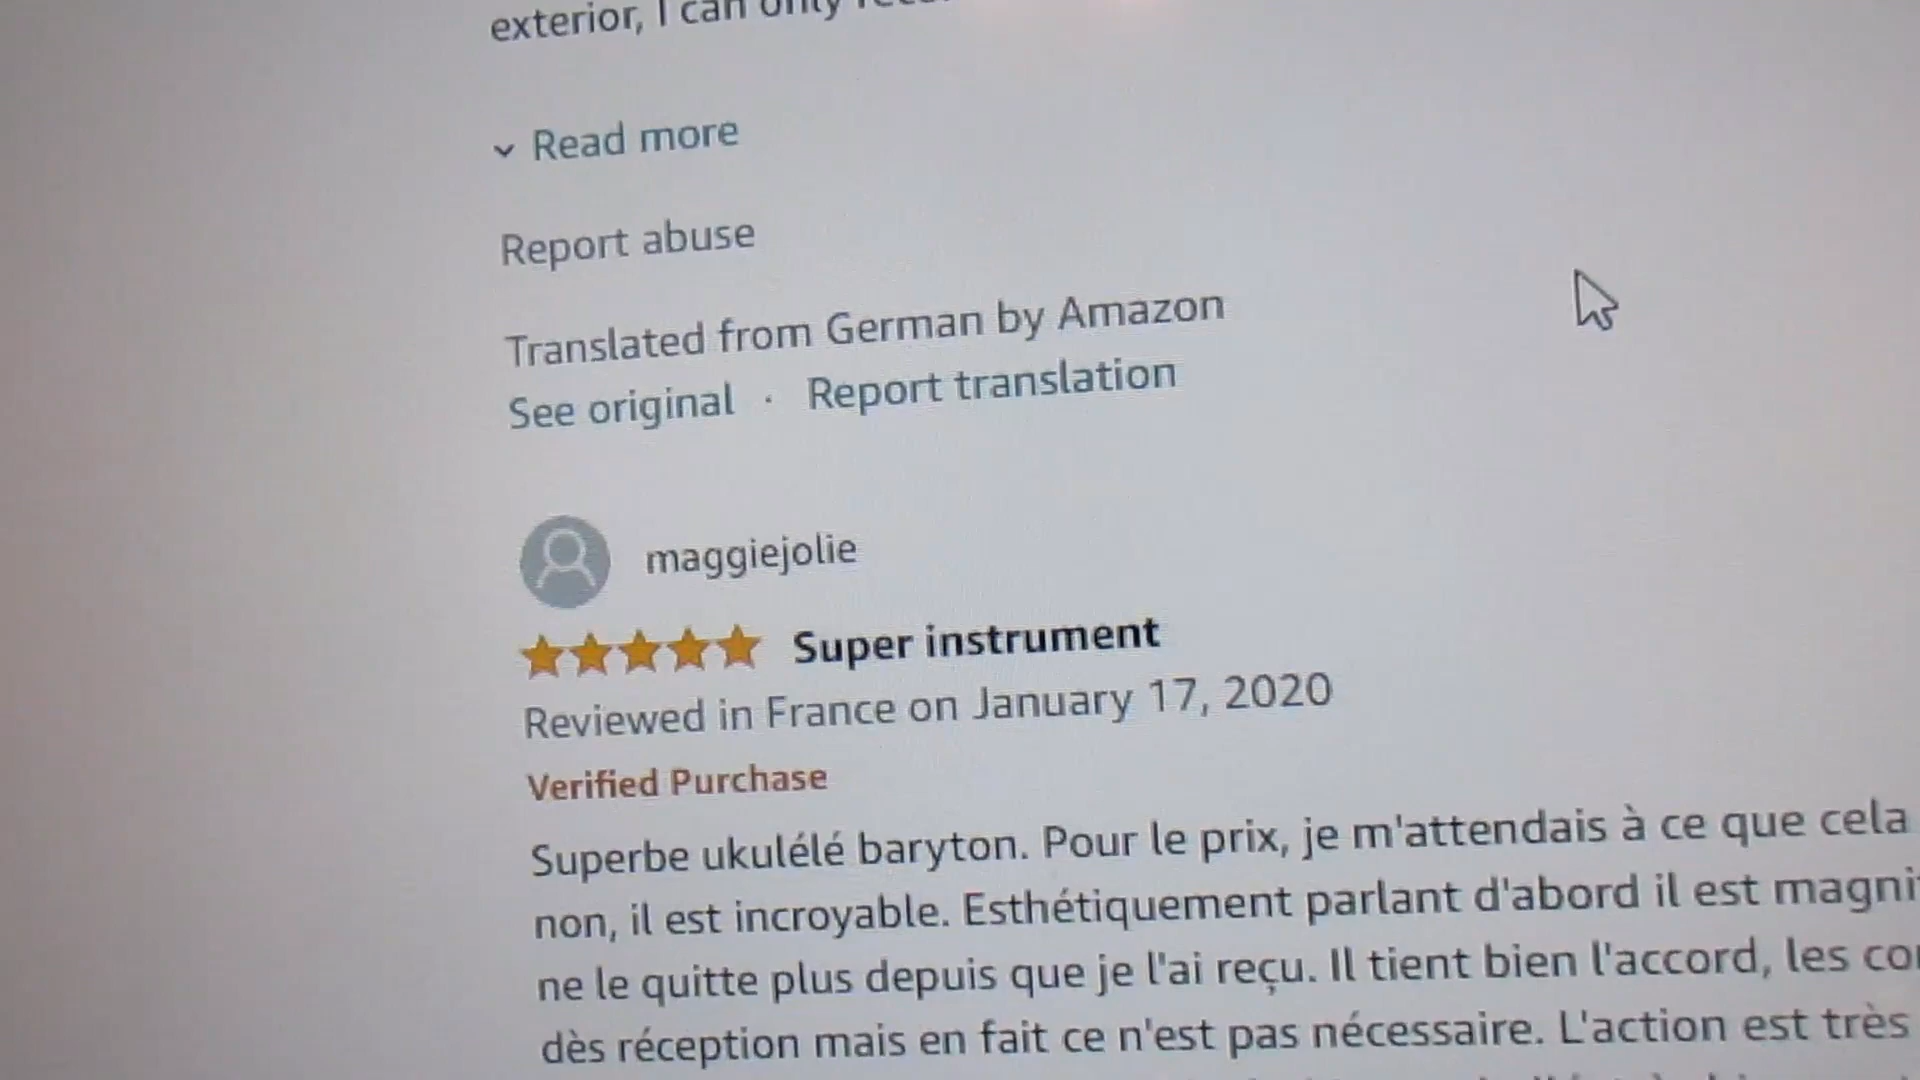 exterior, I can only
Read more
Report abuse
Translated from German by Amazon
See original · Report translation
maggiejolie
Super instrument
Reviewed in France on January 17, 2020
Verified Purchase
Superbe ukulélé baryton. Pour le prix, je m'attendais à ce que cela
non, il est incroyable. Esthétiquement parlant d'abord il est
ne le quitte plus depuis que je l'ai reçu. Il tient bien l'accord, les
dès réception mais en fait ce n'est pas nécessaire. L'action est très